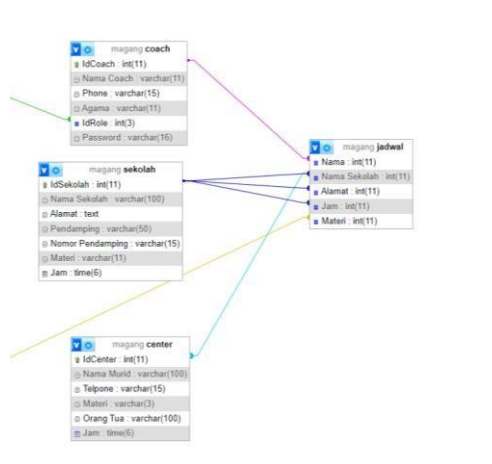 magang coach
IdCoach : int(11)
Nama Coach : varchar(11)
Phone : varchar(15)
Agama : varchar(11)
IdRole : int(3)
Password : varchar(16)
magang sekolah
IdSekolah : int(11)
Nama Sekolah : varchar(100)
Alamat : text
Pendamping : varchar(50)
Nomor Pendamping : varchar(15)
Materi : varchar(11)
Jam : time(6)
magang jadwal
Nama : int(11)
Nama Sekolah : int(11)
Alamat : int(11)
Jam : int(11)
Materi : int(11)
magang center
IdCenter : int(11)
Nama Murid : varchar(100)
Telpone : varchar(15)
Materi : varchar(3)
Orang Tua : varchar(100)
Jam : time(6)